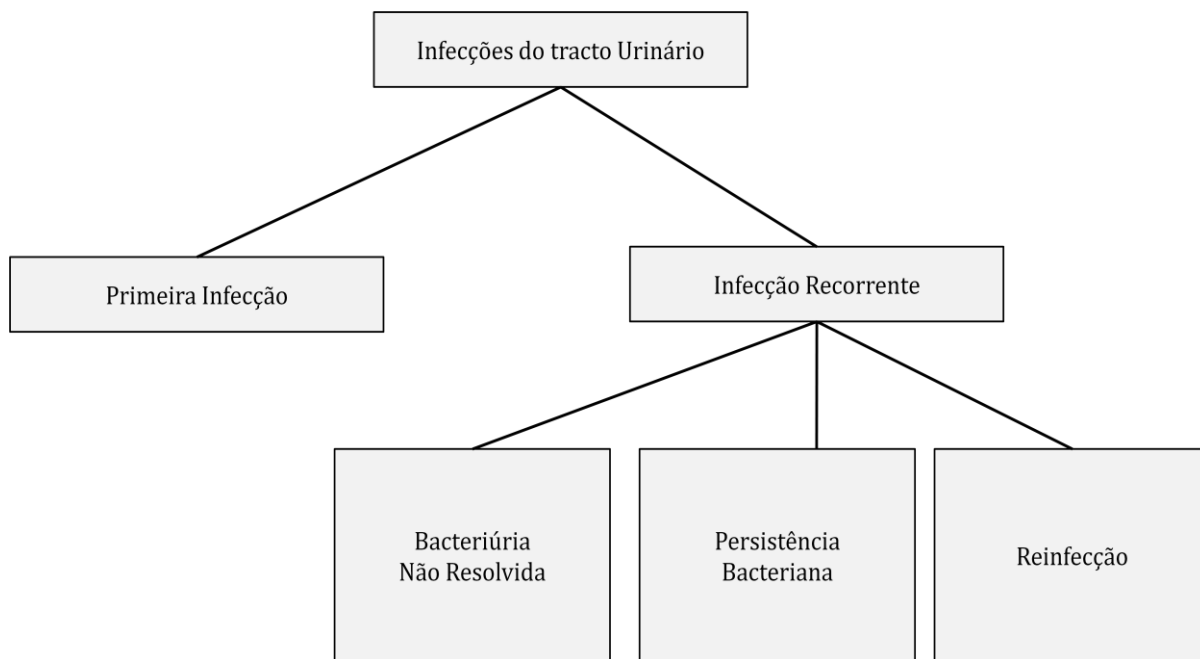 Infecções do tracto Urinário
Primeira Infecção
Infecção Recorrente
Bacteriúria
Não Resolvida
Persistência
Bacteriana
Reinfecção